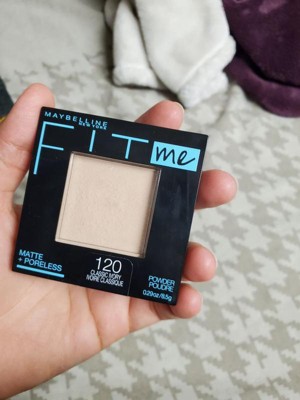 MAYBELLINE
NEW YORK
FIT me
MATTE
+ PORELESS
120
CLASSIC IVORY
IVOIRE CLASSIQUE
POWDER
POUDRE
0.29oz/8.5g